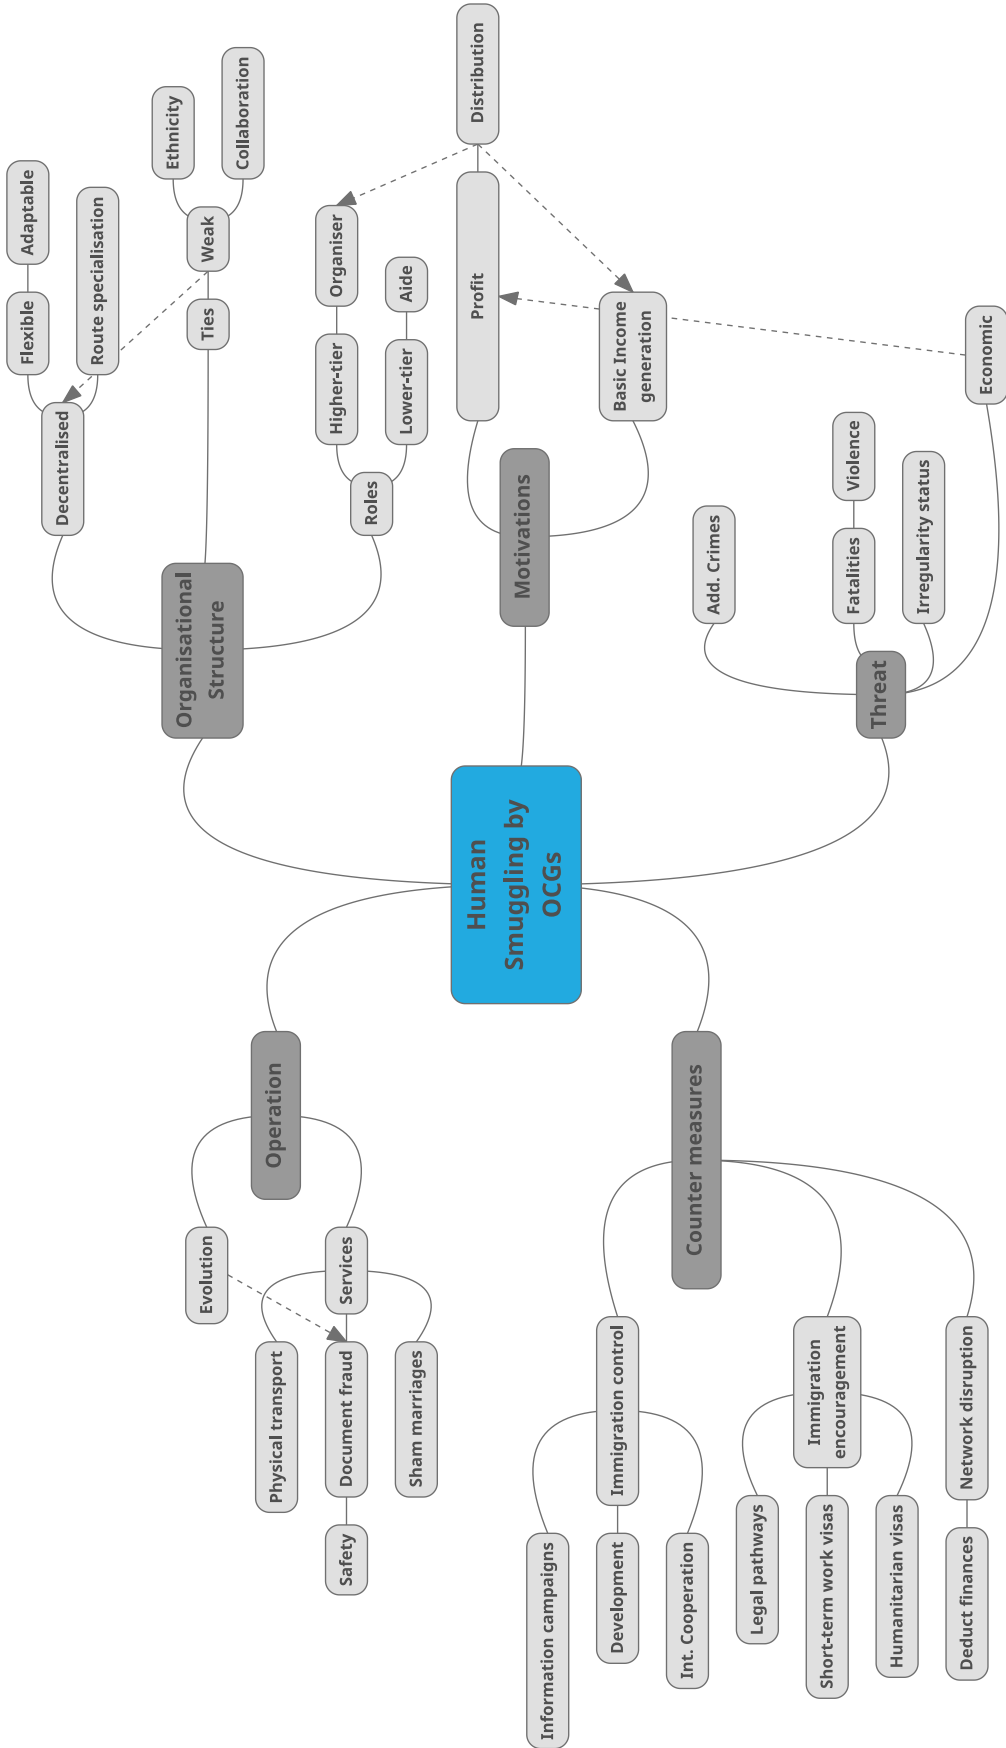 Human
Smuggling by
OCGs
Organisational
Structure
Decentralised
Flexible
Adaptable
Route specialisation
Ties
Weak
Ethnicity
Collaboration
Roles
Higher-tier
Organiser
Lower-tier
Aide
Motivations
Profit
Distribution
Basic Income
generation
Threat
Add. Crimes
Fatalities
Violence
Irregularity status
Economic
Operation
Evolution
Services
Physical transport
Document fraud
Safety
Sham marriages
Counter measures
Immigration control
Information campaigns
Development
Int. Cooperation
Immigration
encouragement
Legal pathways
Short-term work visas
Humanitarian visas
Network disruption
Deduct finances